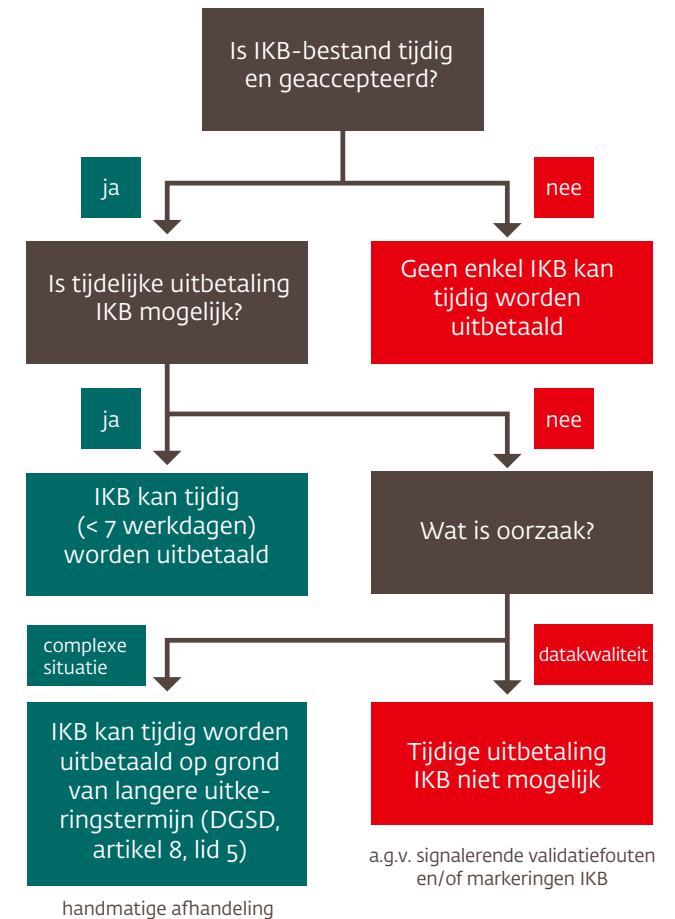 Is IKB-bestand tijdig
en geaccepteerd?
ja
nee
Is tijdelijke uitbetaling
IKB mogelijk?
Geen enkel IKB kan
tijdig worden
uitbetaald
ja
nee
IKB kan tijdig
(< 7 werkdagen)
worden uitbetaald
Wat is oorzaak?
complexe
situatie
datakwaliteit
IKB kan tijdig worden
uitbetaald op grond
van langere uitke-
ringstermijn (DGSD,
artikel 8, lid 5)
Tijdige uitbetaling
IKB niet mogelijk
a.g.v. signalerende validatiefouten
en/of markeringen IKB
handmatige afhandeling